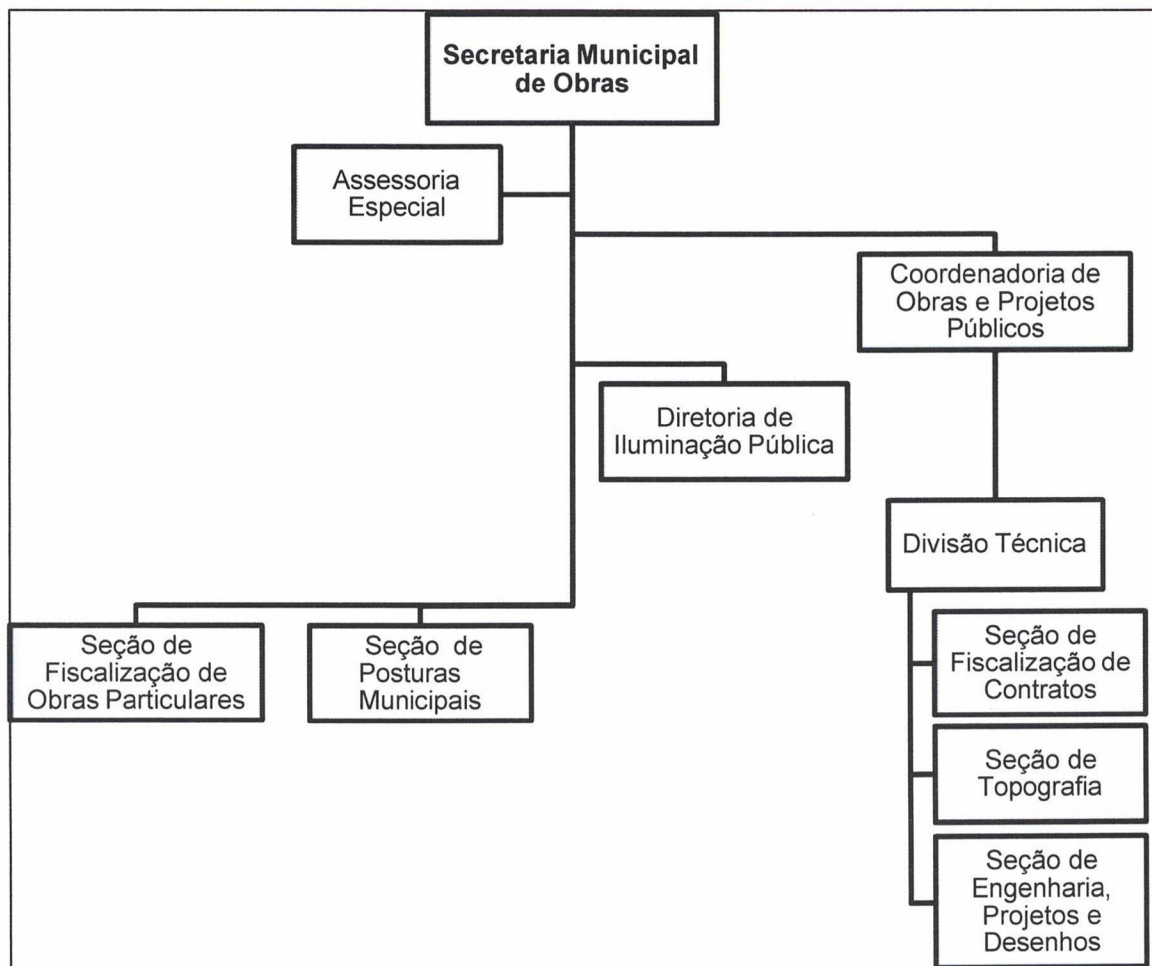 Secretaria Municipal
de Obras
Assessoria
Especial
Coordenadoria de
Obras e Projetos
Públicos
Diretoria de
Iluminação Pública
Divisão Técnica
Seção de
Fiscalização de
Obras Particulares
Seção de
Posturas
Municipais
Seção de
Fiscalização de
Contratos
Seção de
Topografia
Seção de
Engenharia,
Projetos e
Desenhos